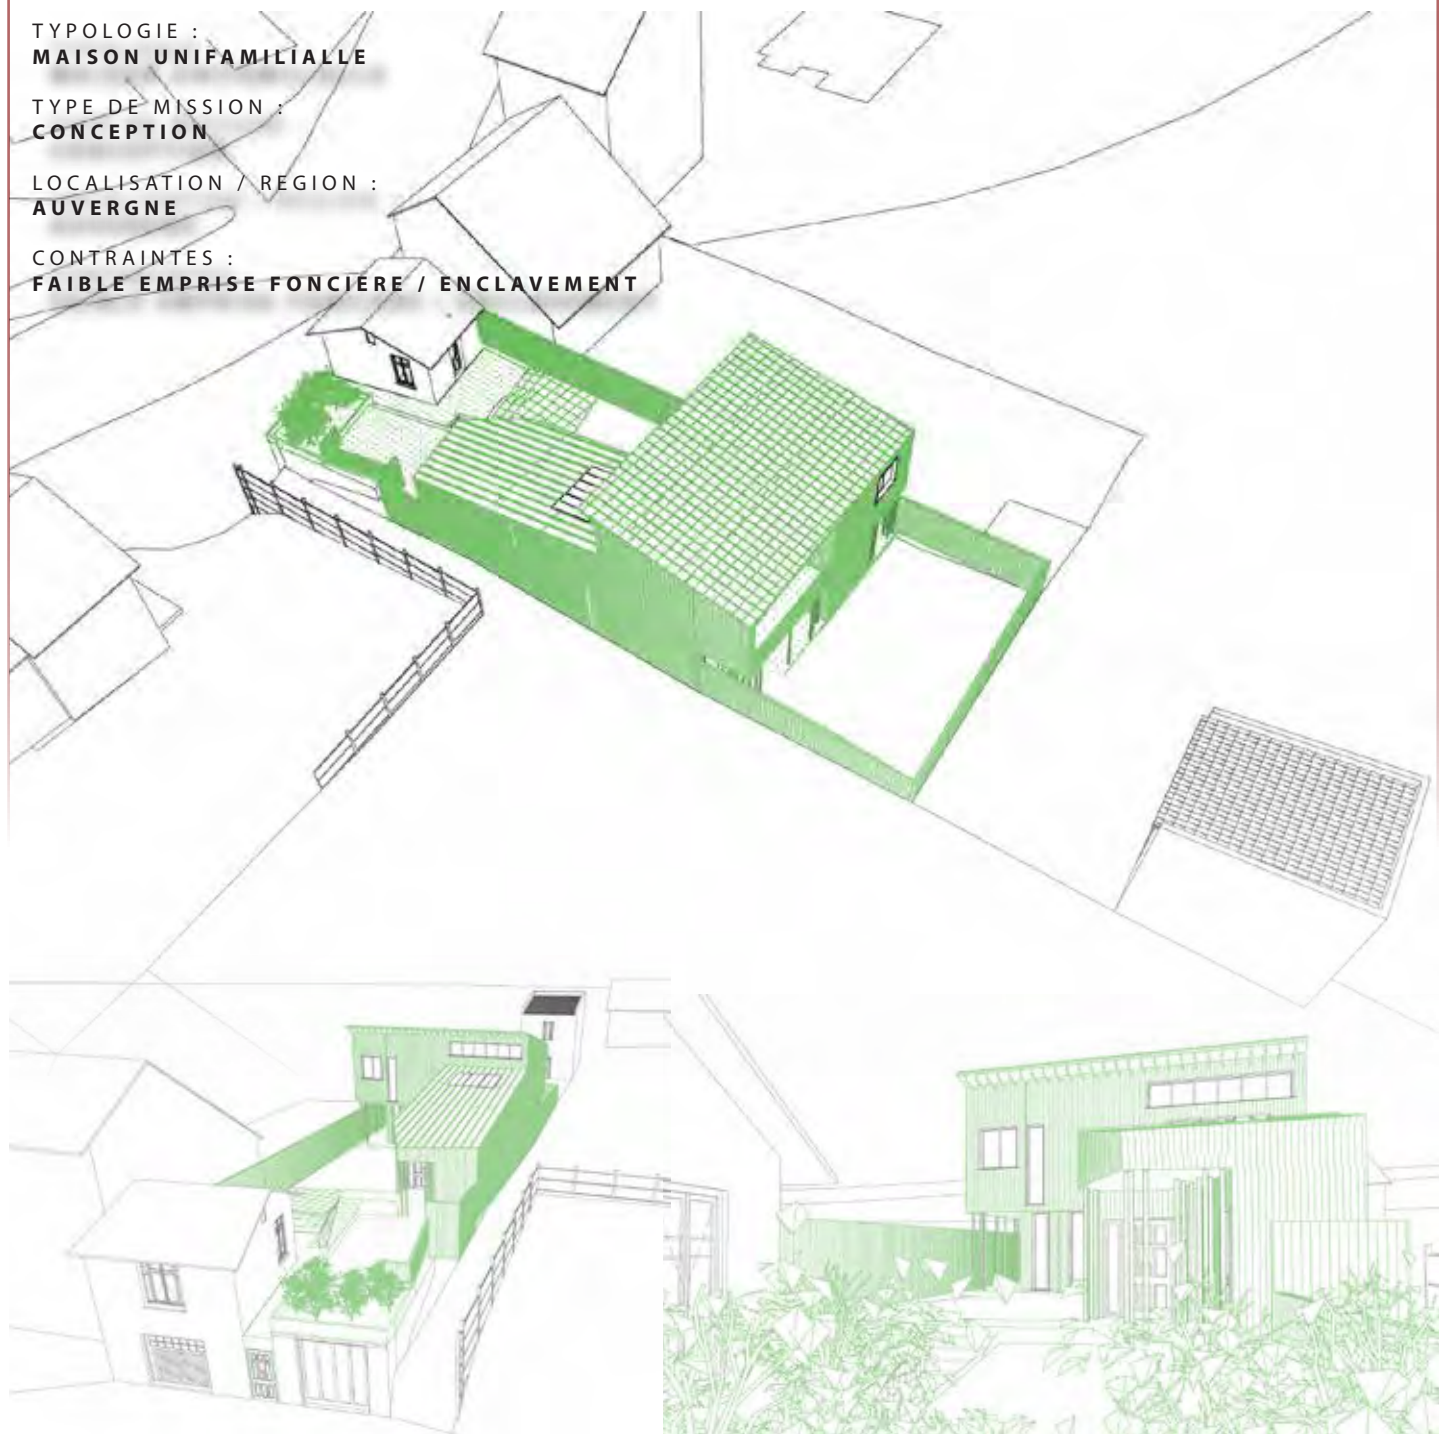 TYPOLOGIE :
MAISON UNIFAMILIALLE
TYPE DE MISSION :
CONCEPTION
LOCALISATION / REGION :
AUVERGNE
CONTRAINTES :
FAIBLE EMPRISE FONCIERE / ENCLAVEMENT